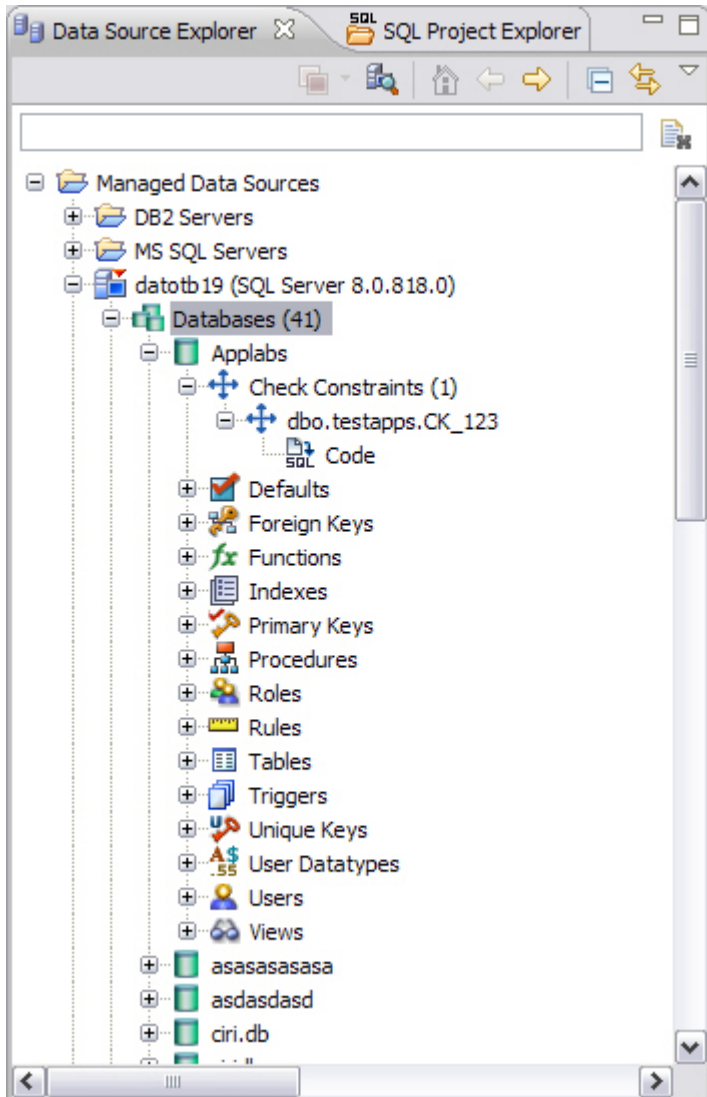 Data Source Explorer SQL SQL Project Explorer
Managed Data Sources
DB2 Servers
MS SQL Servers
datotb19 (SQL Server 8.0.818.0)
Databases (41)
Applabs
Check Constraints (1)
dbo.testapps.CK_123
SQL Code
Defaults
Foreign Keys
fx Functions
Indexes
Primary Keys
Procedures
Roles
Rules
Tables
Triggers
U Unique Keys
A$ .55 User Datatypes
Users
Views
asasasasasa
asdasdasd
ciri.db